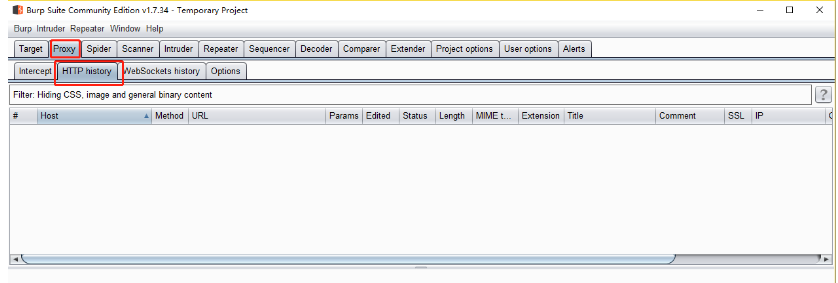 Burp Suite Community Edition v1.7.34 - Temporary Project
Burp Intruder Repeater Window Help
Target Proxy Spider Scanner Intruder Repeater Sequencer Decoder Comparer Extender Project options User options Alerts
Intercept HTTP history WebSockets history Options
Filter: Hiding CSS, image and general binary content ?
# Host Method URL Params Edited Status Length MIME t... Extension Title Comment SSL IP